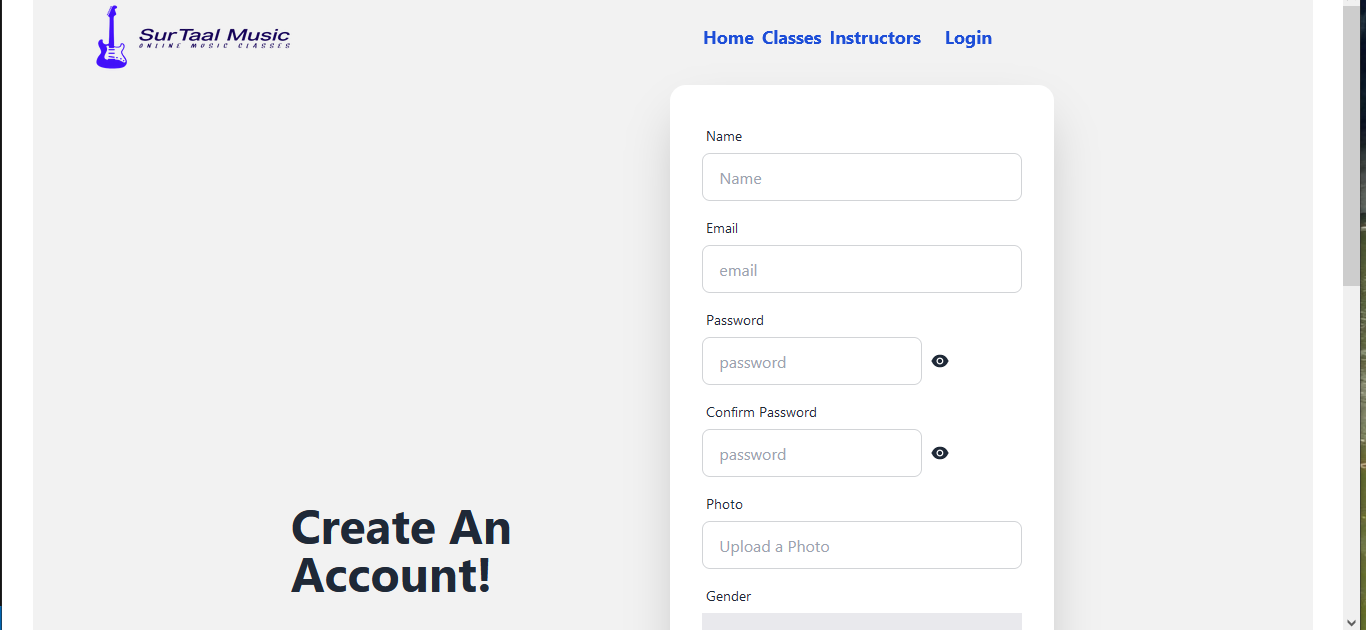 SurTaal Music
ONLINE MUSIC CLASSES
Home Classes Instructors Login
Name
Name
Email
email
Password
password
Confirm Password
password
Photo
Upload a Photo
Gender
Create An
Account!